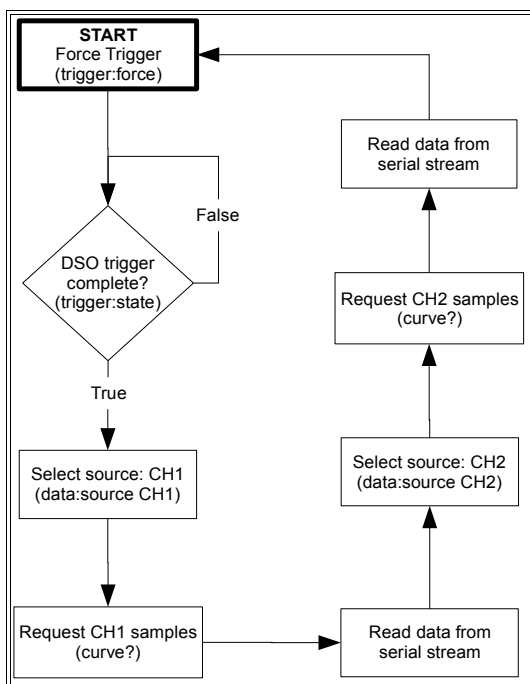 START
Force Trigger
(trigger:force)
False
DSO trigger
complete?
(trigger:state)
True
Select source: CH1
(data:source CH1)
Request CH1 samples
(curve?)
Read data from
serial stream
Select source: CH2
(data:source CH2)
Request CH2 samples
(curve?)
Read data from
serial stream